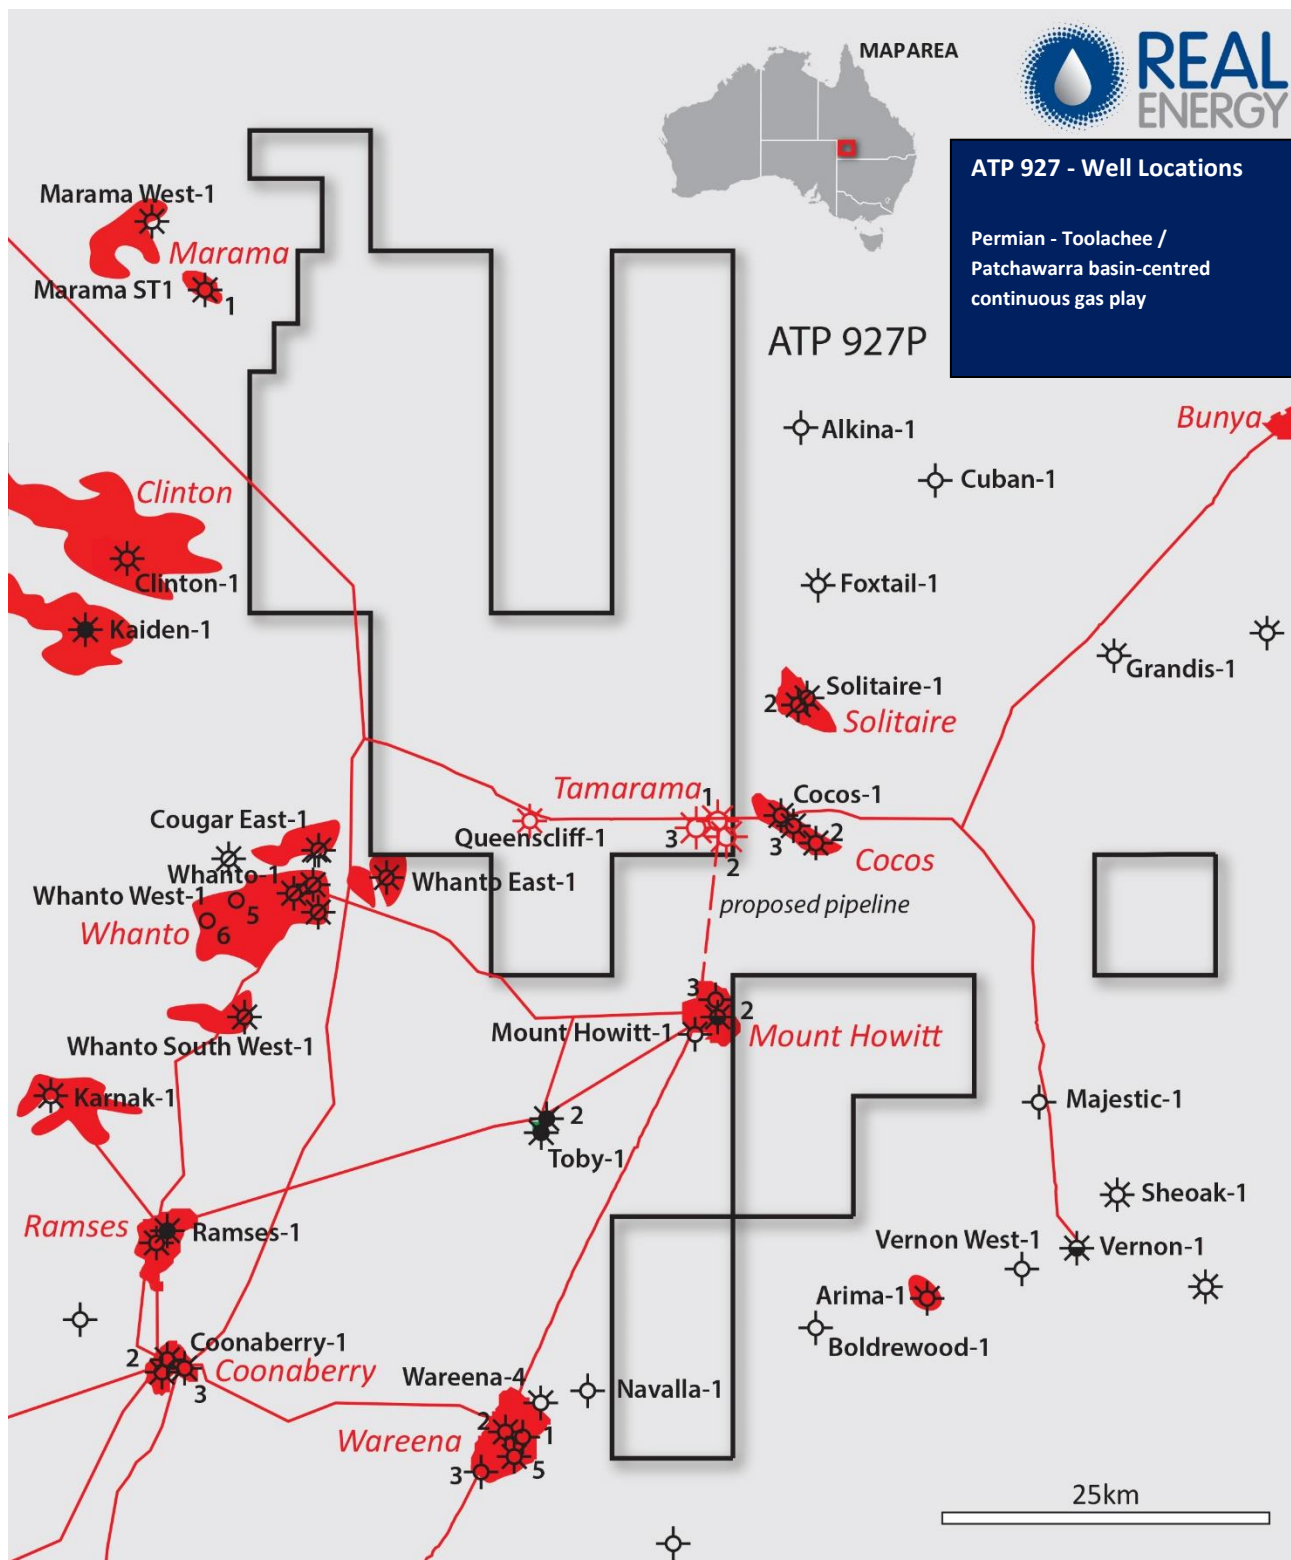 MAPAREA
REAL
ENERGY
ATP 927 - Well Locations
Permian - Toolachee /
Patchawarra basin-centred
continuous gas play
Marama West-1
Marama
Marama ST1
1
ATP 927P
Alkina-1
Bunya
Cuban-1
Clinton
Clinton-1
Foxtail-1
Kaiden-1
Grandis-1
Solitaire-1
2
Solitaire
Tamarama
1
Cocos-1
Queenscliff-1
3
2
3
2
Cocos
Cougar East-1
Whanto-1
Whanto East-1
Whanto West-1
5
6
Whanto
proposed pipeline
3
2
Mount Howitt-1
Mount Howitt
Whanto South West-1
Karnak-1
Majestic-1
2
Toby-1
Sheoak-1
Ramses
Ramses-1
Vernon West-1
Vernon-1
Arima-1
Boldrewood-1
Coonaberry-1
2
Coonaberry
3
Wareena-4
Navalla-1
2
1
Wareena
3
5
25km